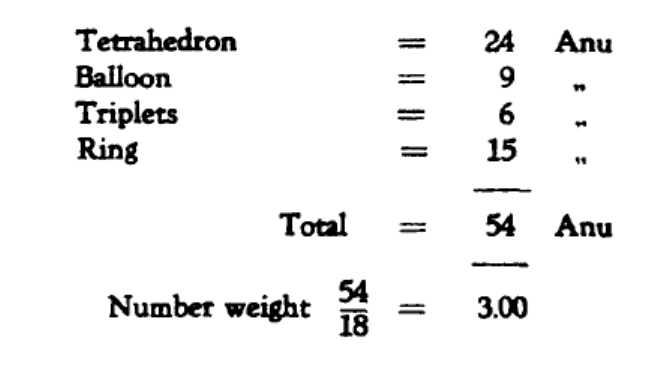 Tetrahedron = 24 Anu
Balloon = 9 „
Triplets = 6 „
Ring = 15 „
Total = 54 Anu
Number weight 54/18 = 3.00